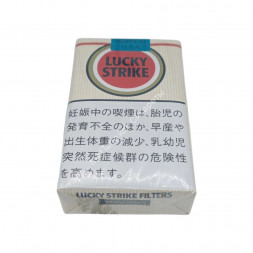 LUCKY
STRIKE
妊娠中の喫煙は、胎児の
発育不全のほか、早産や
出生体重の減少、乳幼児
突然死症候群の危険性
を高めます。
LUCKY STRIKE FILTERS